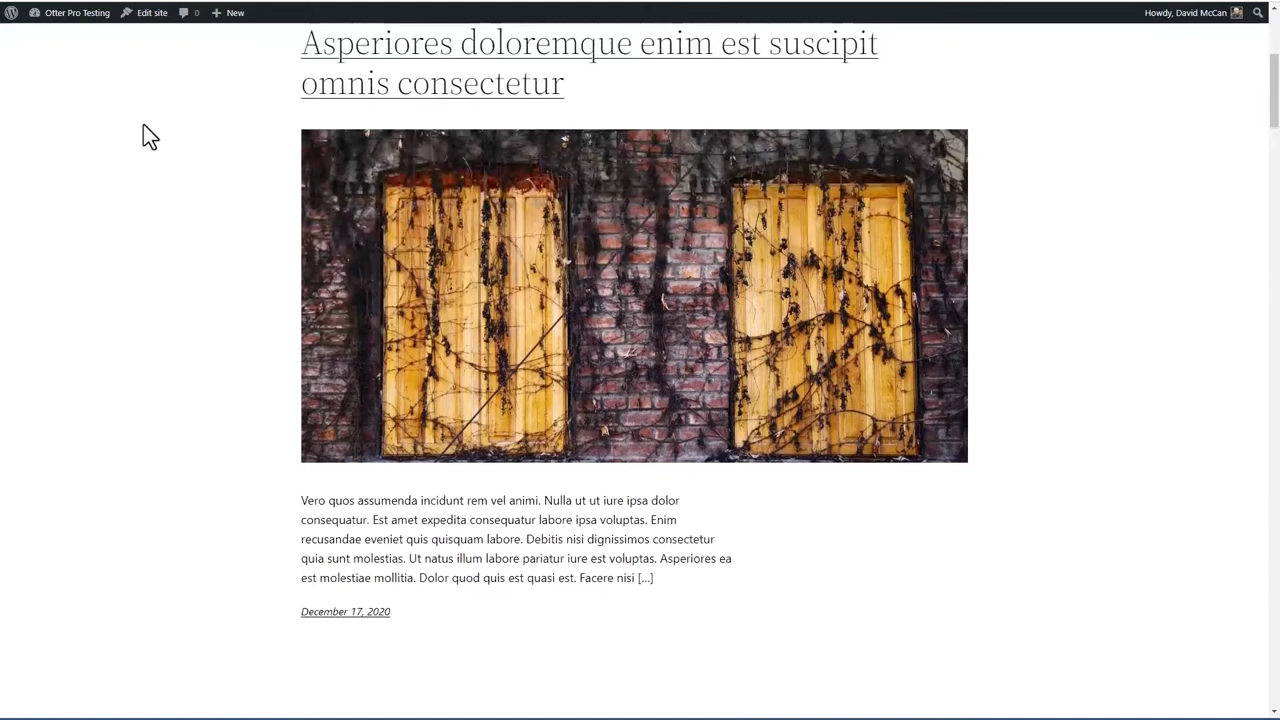 Otter Pro Testing Edit site 0 New Howdy, David McCan
Asperiores doloremque enim est suscipit
omnis consectetur
Vero quos assumenda incidunt rem vel animi. Nulla ut ut iure ipsa dolor
consequatur. Est amet expedita consequatur labore ipsa voluptas. Enim
recusandae eveniet quis quisquam labore. Debitis nisi dignissimos consectetur
quia sunt molestias. Ut natus illum labore pariatur iure est voluptas. Asperiores ea
est molestiae mollitia. Dolor quod quis est quasi est. Facere nisi […]
December 17, 2020